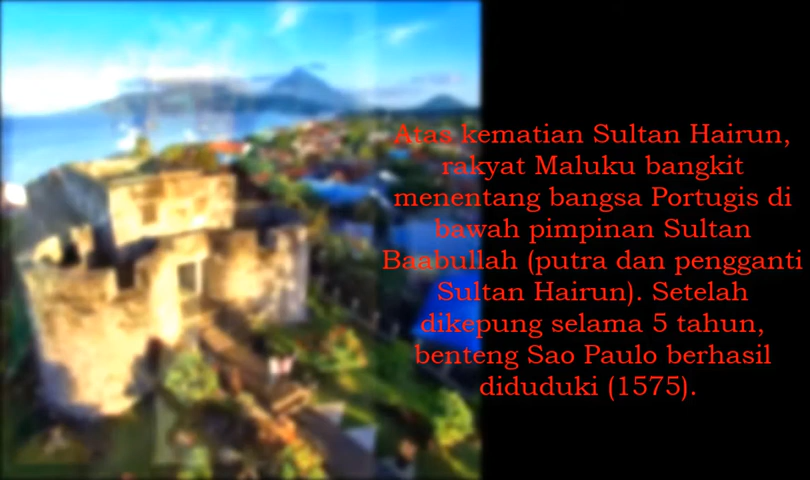 Atas kematian Sultan Hairun,
rakyat Maluku bangkit
menentang bangsa Portugis di
bawah pimpinan Sultan
Baabullah (putra dan pengganti
Sultan Hairun). Setelah
dikepung selama 5 tahun,
benteng Sao Paulo berhasil
diduduki (1575).